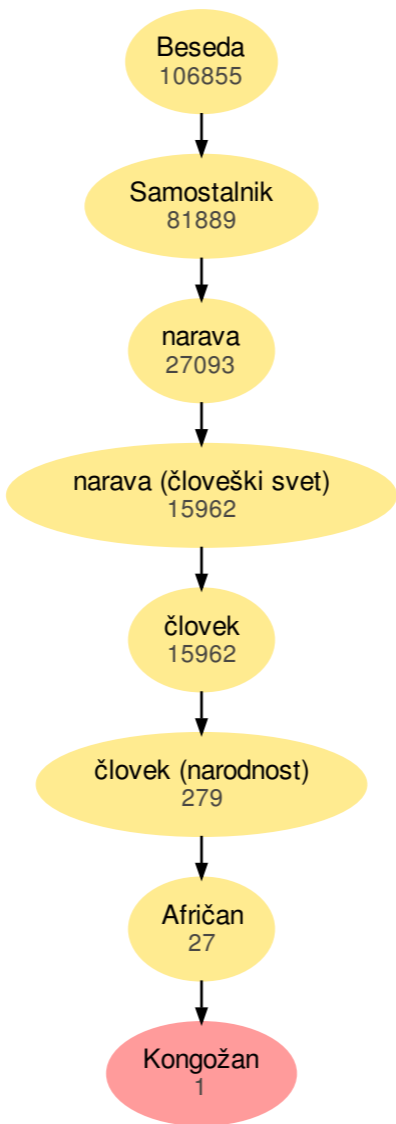 Beseda
106855
Samostalnik
81889
narava
27093
narava (človeški svet)
15962
človek
15962
človek (narodnost)
279
Afričan
27
Kongožan
1